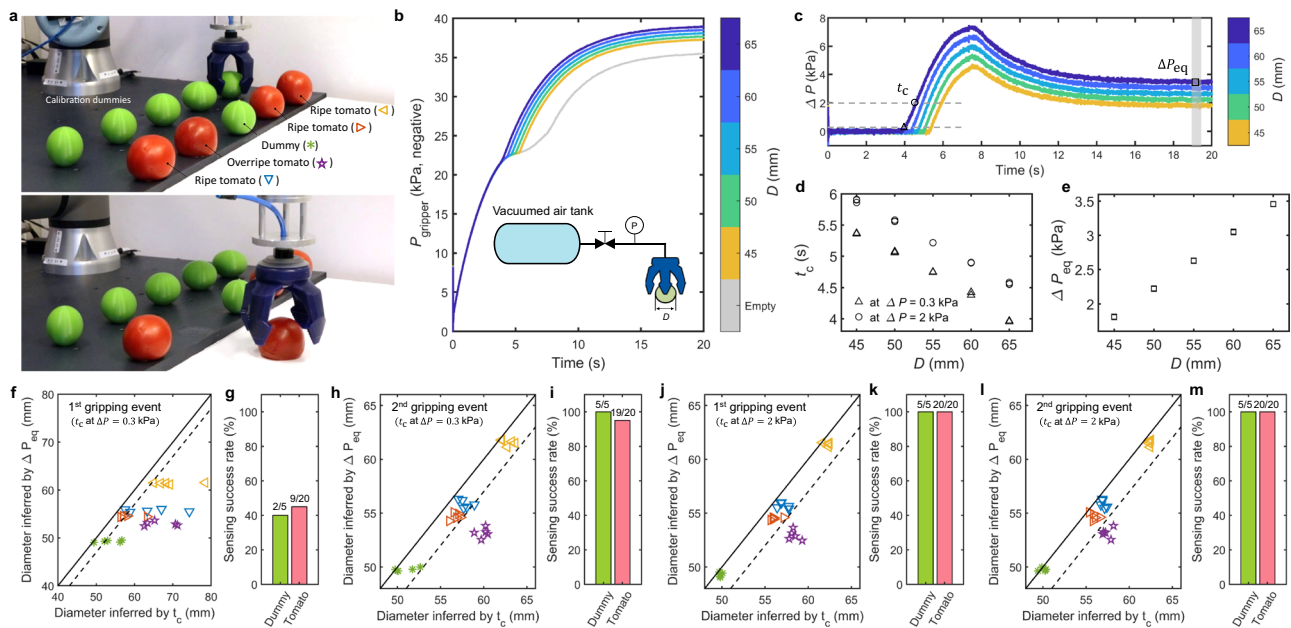 a
Calibration dummies
Ripe tomato (◁)
Ripe tomato (▷)
Dummy (✳)
Overripe tomato (☆)
Ripe tomato (▽)
b
P_gripper (kPa, negative)
40
35
30
25
20
15
10
5
0
0 5 10 15 20
Time (s)
Vacuumed air tank
P
D
65
60
55
50
45
Empty
D (mm)
c
Δ P (kPa)
8
6
4
2
0
t_c
ΔP_eq
0 2 4 6 8 10 12 14 16 18 20
Time (s)
65
60
55
50
45
D (mm)
d
t_c (s)
6
5
4
△ at Δ P = 0.3 kPa
○ at Δ P = 2 kPa
45 50 55 60 65
D (mm)
e
Δ P_eq (kPa)
3.5
3
2.5
2
45 50 55 60 65
D (mm)
f
1st gripping event
(t_c at ΔP = 0.3 kPa)
Diameter inferred by Δ P_eq (mm)
80
70
60
50
40
40 50 60 70 80
Diameter inferred by t_c (mm)
g
Sensing success rate (%)
100
80
60
40
20
0
2/5
9/20
Dummy
Tomato
h
2nd gripping event
(t_c at ΔP = 0.3 kPa)
Diameter inferred by Δ P_eq (mm)
65
60
55
50
50 55 60 65
Diameter inferred by t_c (mm)
i
Sensing success rate (%)
100
80
60
40
20
0
5/5
19/20
Dummy
Tomato
j
1st gripping event
(t_c at ΔP = 2 kPa)
Diameter inferred by Δ P_eq (mm)
65
60
55
50
50 55 60 65
Diameter inferred by t_c (mm)
k
Sensing success rate (%)
100
80
60
40
20
0
5/5 20/20
Dummy
Tomato
l
2nd gripping event
(t_c at ΔP = 2 kPa)
Diameter inferred by Δ P_eq (mm)
65
60
55
50
50 55 60 65
Diameter inferred by t_c (mm)
m
Sensing success rate (%)
100
80
60
40
20
0
5/5 20/20
Dummy
Tomato